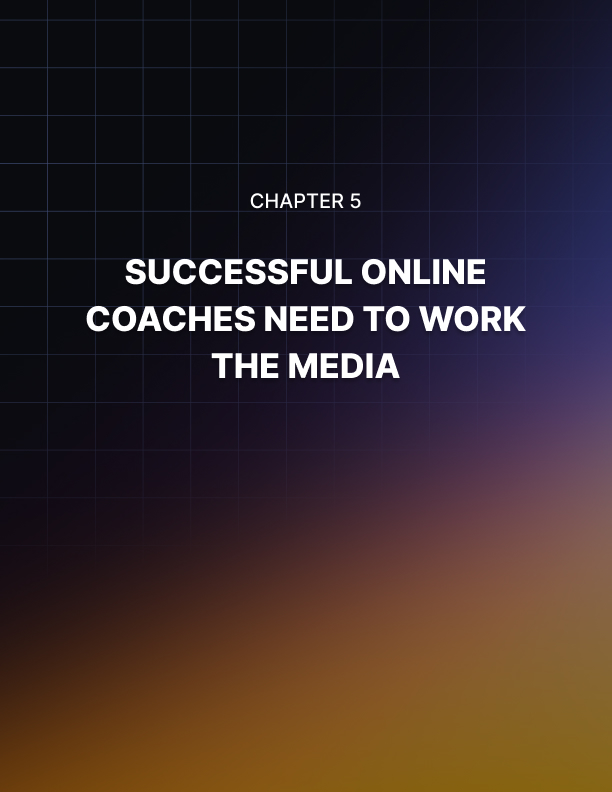 CHAPTER 5
SUCCESSFUL ONLINE
COACHES NEED TO WORK
THE MEDIA